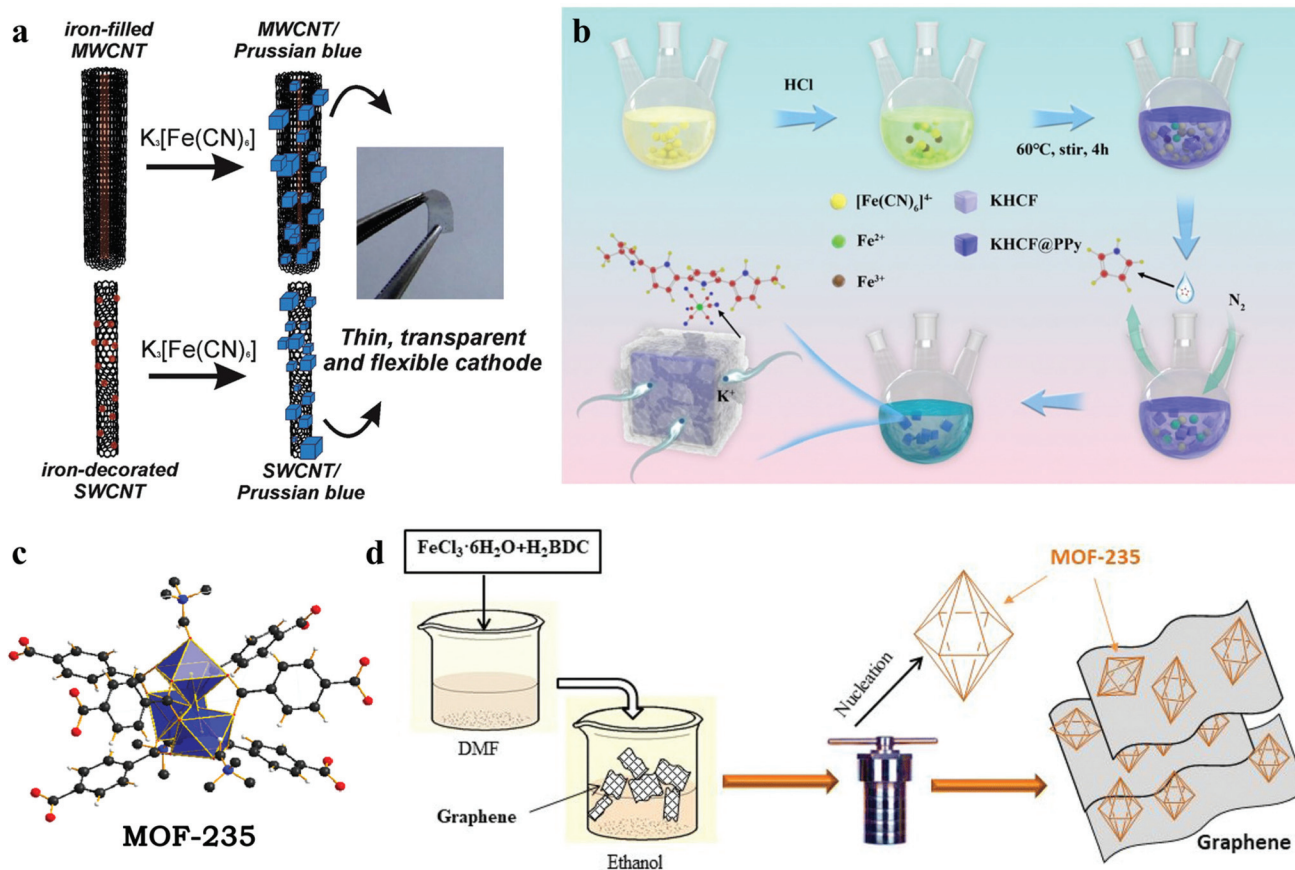 a
iron-filled
MWCNT
MWCNT/
Prussian blue
K₃[Fe(CN)₆]
K₃[Fe(CN)₆]
Thin, transparent
and flexible cathode
iron-decorated
SWCNT
SWCNT/
Prussian blue
b
HCl
60°C, stir, 4h
[Fe(CN)₆]⁴⁻
Fe²⁺
Fe³⁺
KHCF
KHCF@PPy
N₂
K⁺
c
MOF-235
d
FeCl₃·6H₂O+H₂BDC
DMF
Graphene
Ethanol
Nucleation
MOF-235
Graphene